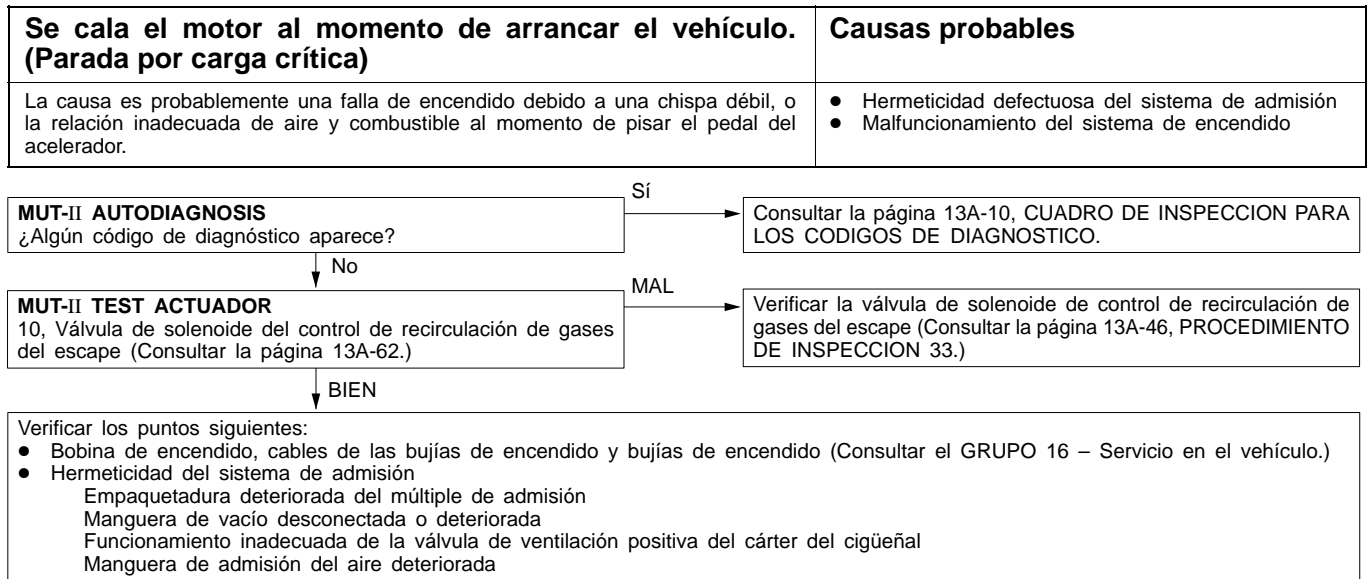 Se cala el motor al momento de arrancar el vehículo.
(Parada por carga crítica)
Causas probables
La causa es probablemente una falla de encendido debido a una chispa débil, o
la relación inadecuada de aire y combustible al momento de pisar el pedal del
acelerador.
● Hermeticidad defectuosa del sistema de admisión
● Malfuncionamiento del sistema de encendido
MUT-II AUTODIAGNOSIS
¿Algún código de diagnóstico aparece?
Sí
Consultar la página 13A-10, CUADRO DE INSPECCION PARA
LOS CODIGOS DE DIAGNOSTICO.
No
MUT-II TEST ACTUADOR
10, Válvula de solenoide del control de recirculación de gases
del escape (Consultar la página 13A-62.)
MAL
Verificar la válvula de solenoide de control de recirculación de
gases del escape (Consultar la página 13A-46, PROCEDIMIENTO
DE INSPECCION 33.)
BIEN
Verificar los puntos siguientes:
● Bobina de encendido, cables de las bujías de encendido y bujías de encendido (Consultar el GRUPO 16 – Servicio en el vehículo.)
● Hermeticidad del sistema de admisión
Empaquetadura deteriorada del múltiple de admisión
Manguera de vacío desconectada o deteriorada
Funcionamiento inadecuada de la válvula de ventilación positiva del cárter del cigüeñal
Manguera de admisión del aire deteriorada